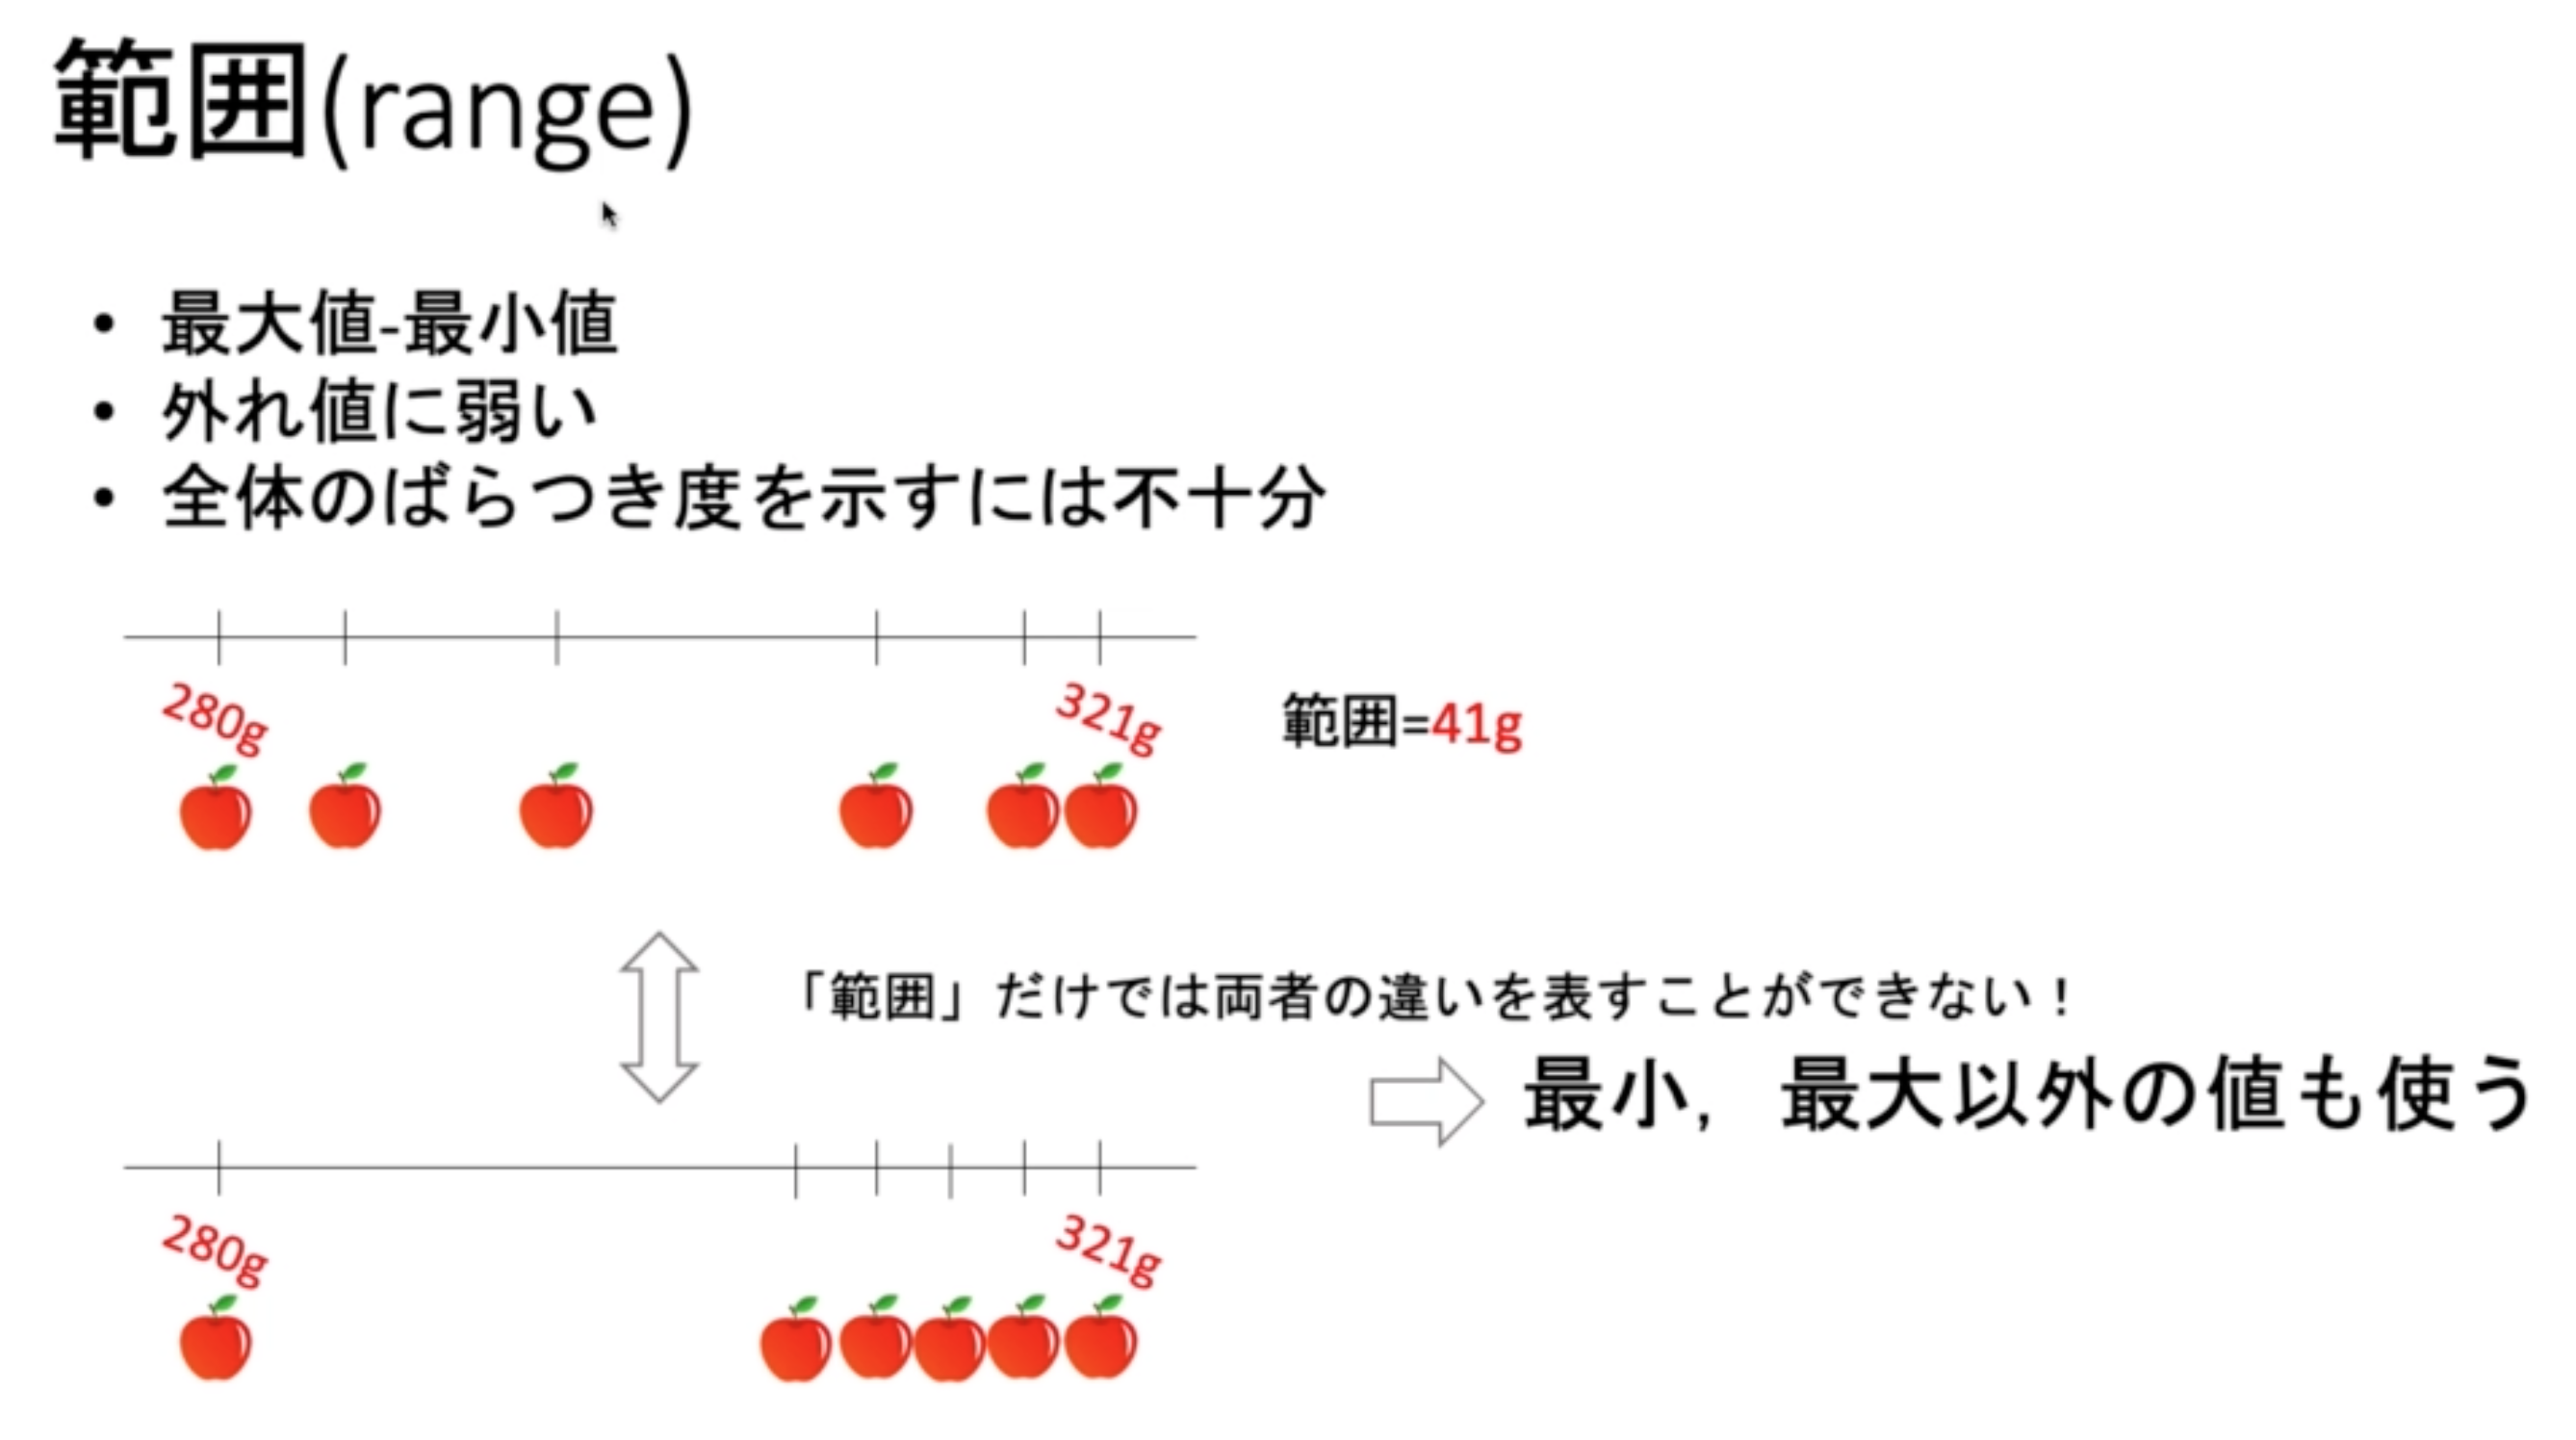 範囲(range)
• 最大値-最小値
• 外れ値に弱い
• 全体のばらつき度を示すには不十分
280g
321g
範囲=41g
「範囲」だけでは両者の違いを表すことができない！
最小，最大以外の値も使う
280g
321g